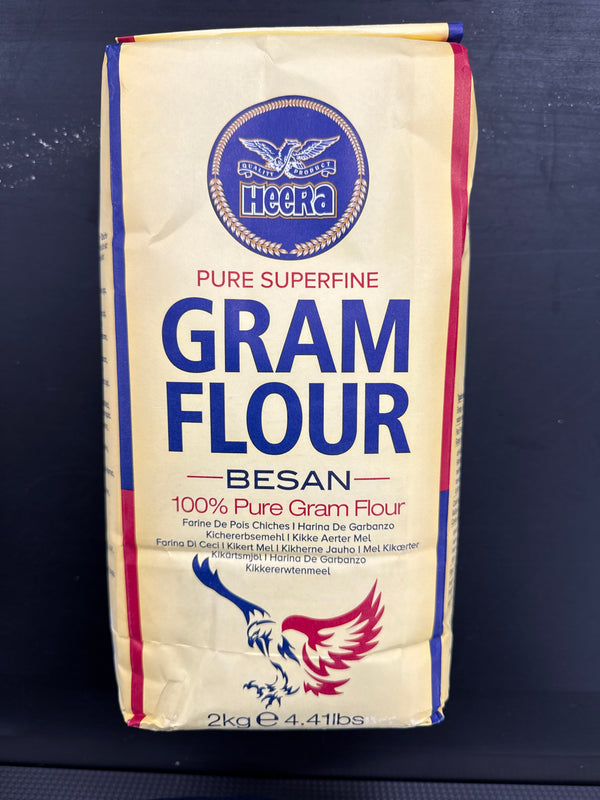 QUALITY PRODUCT
HEERA
PURE SUPERFINE
GRAM
FLOUR
BESAN
100% Pure Gram Flour
Farine De Pois Chiches I Harina De Garbanzo
Kichererbsemehl I Kikke Aerter Mel
Farina Di Ceci I Kikert Mel I Kikherne Jauho I Mel Kikærter
Kikärtsmjöl I Harina De Garbanzo
Kikkererwtenmeel
2kg ℮ 4.41lbs